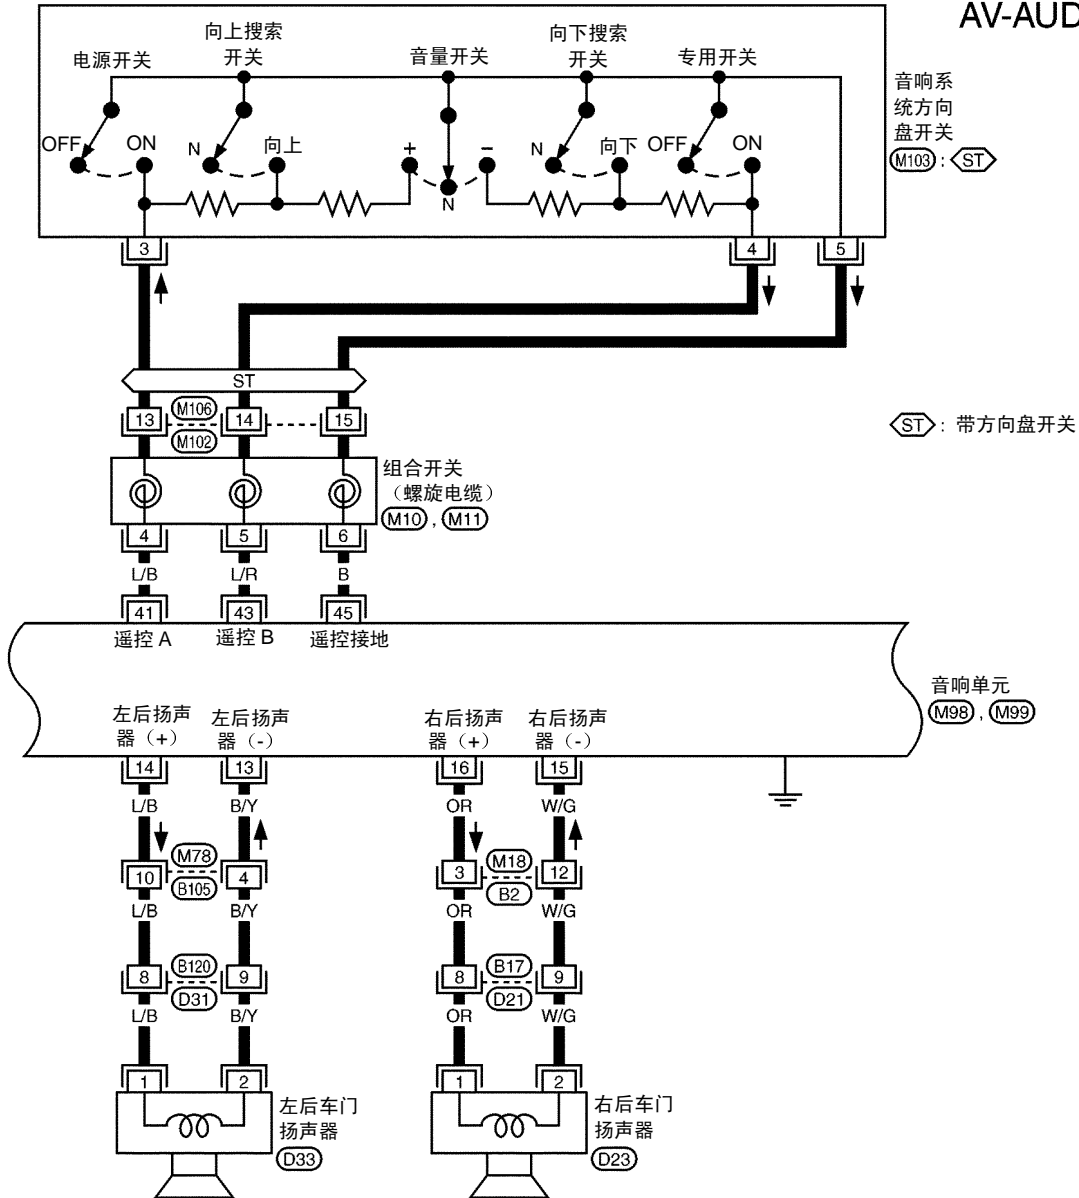 AV-AUD
向上搜索
向下搜索
电源开关
开关
音量开关
开关
专用开关
音响系
统方向
盘开关
M103 : ST
OFF
ON
N
向上
+
N
-
N
向下
OFF
ON
3
4
5
ST
13
M106
M102
14
15
ST : 带方向盘开关
组合开关
（螺旋电缆）
M10 , M11
4
5
6
L/B
L/R
B
41
43
45
遥控 A
遥控 B
遥控接地
音响单元
M98 , M99
左后扬声
器（+）
左后扬声
器（-）
右后扬声
器（+）
右后扬声
器（-）
14
13
16
15
L/B
B/Y
OR
W/G
10
M78
B105
4
3
M18
B2
12
L/B
B/Y
OR
W/G
8
B120
D31
9
8
B17
D21
9
L/B
B/Y
OR
W/G
1
2
1
2
左后车门
扬声器
D33
右后车门
扬声器
D23